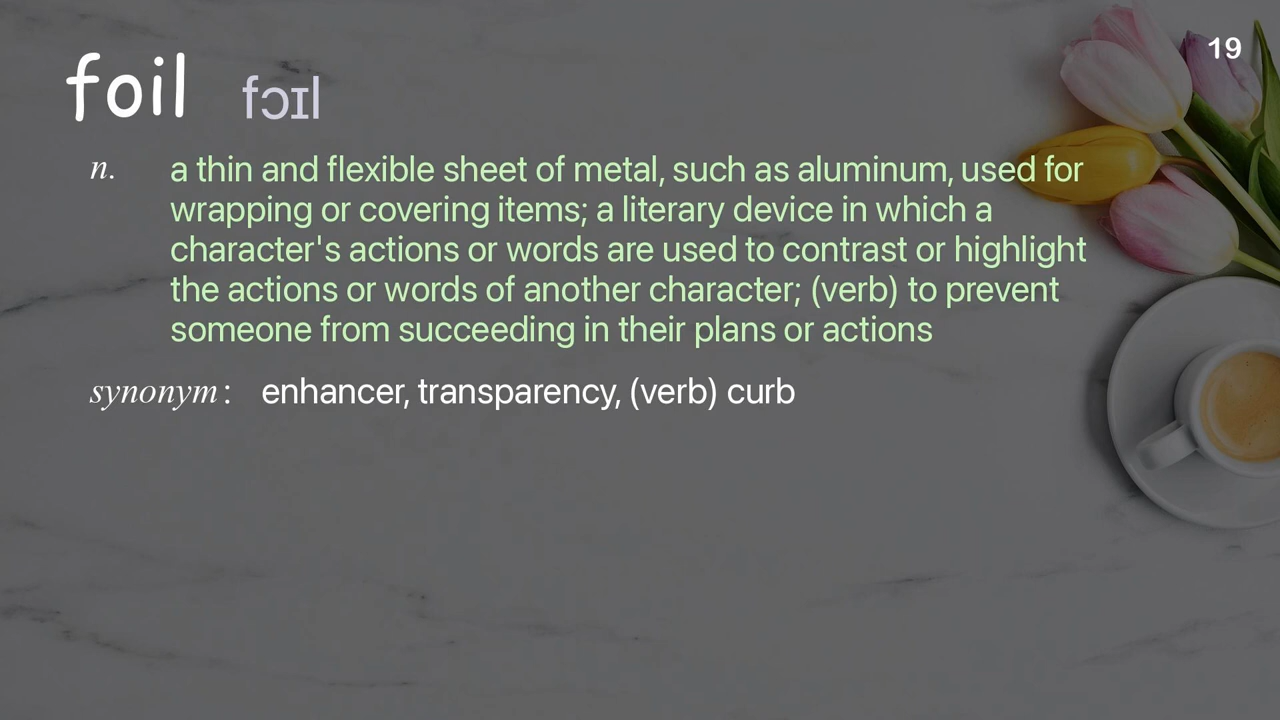 19
foil fɔɪl
n. a thin and flexible sheet of metal, such as aluminum, used for
wrapping or covering items; a literary device in which a
character's actions or words are used to contrast or highlight
the actions or words of another character; (verb) to prevent
someone from succeeding in their plans or actions
synonym: enhancer, transparency, (verb) curb